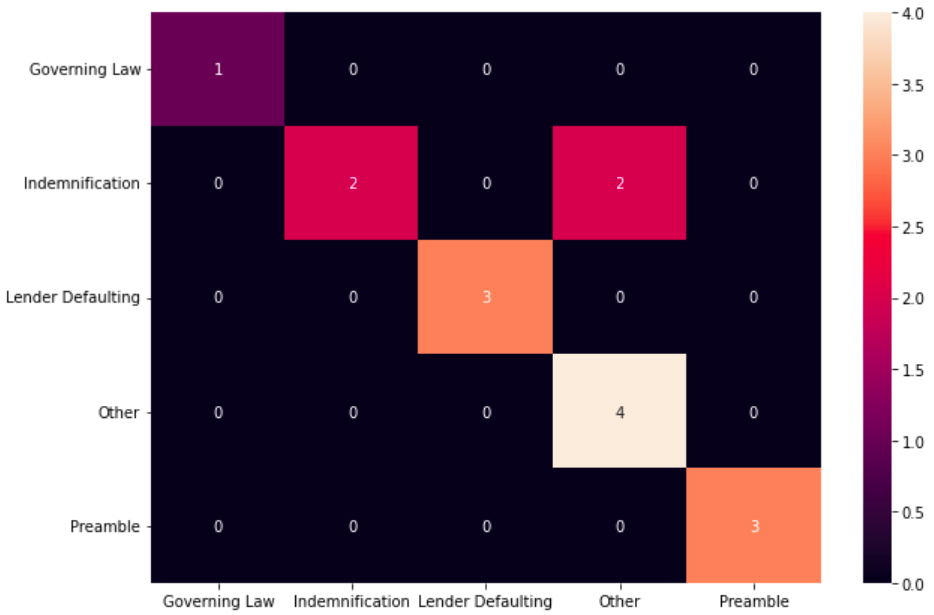 Governing Law 1 0 0 0 0
Indemnification 0 2 0 2 0
Lender Defaulting 0 0 3 0 0
Other 0 0 0 4 0
Preamble 0 0 0 0 3
Governing Law Indemnification Lender Defaulting Other Preamble
4.0
3.5
3.0
2.5
2.0
1.5
1.0
0.5
0.0